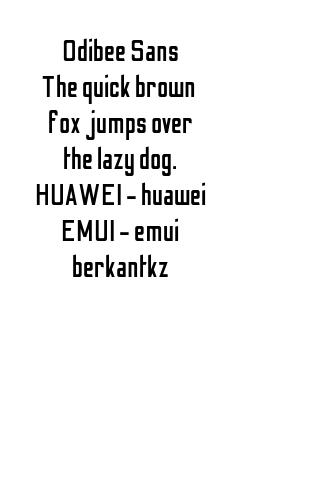 Odibee Sans
The quick brown
fox jumps over
the lazy dog.
HUAWEI - huawei
EMUI - emui
berkantkz